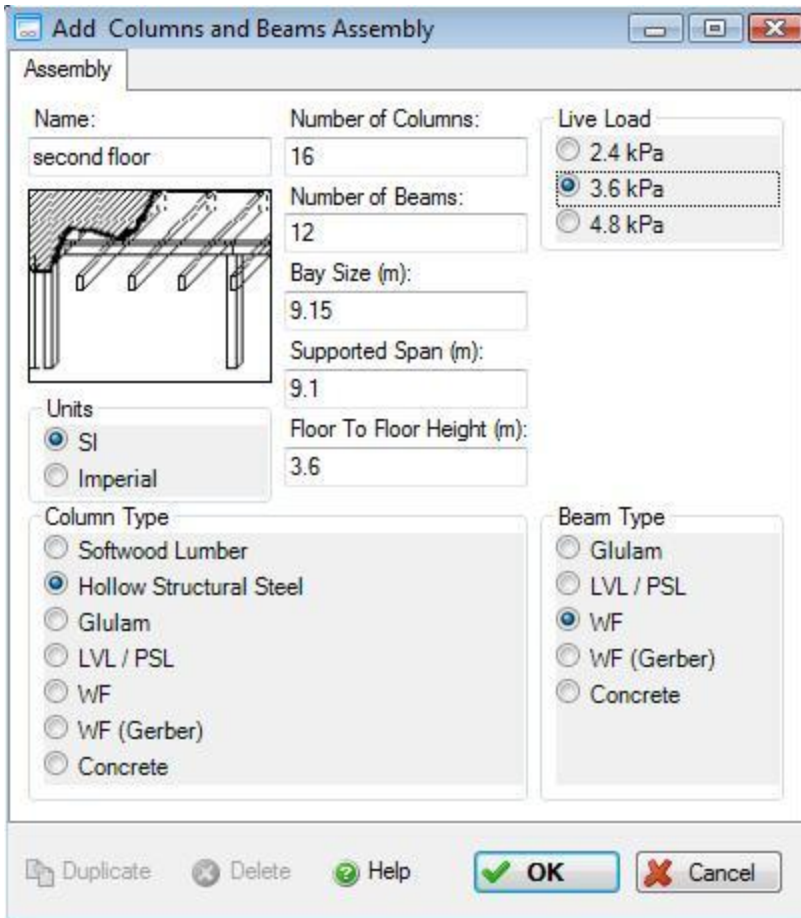 Add Columns and Beams Assembly
Assembly
Name:
second floor
Number of Columns:
16
Number of Beams:
12
Bay Size (m):
9.15
Supported Span (m):
9.1
Floor To Floor Height (m):
3.6
Live Load
2.4 kPa
3.6 kPa
4.8 kPa
Units
SI
Imperial
Column Type
Softwood Lumber
Hollow Structural Steel
Glulam
LVL / PSL
WF
WF (Gerber)
Concrete
Beam Type
Glulam
LVL / PSL
WF
WF (Gerber)
Concrete
Duplicate
Delete
Help
OK
Cancel